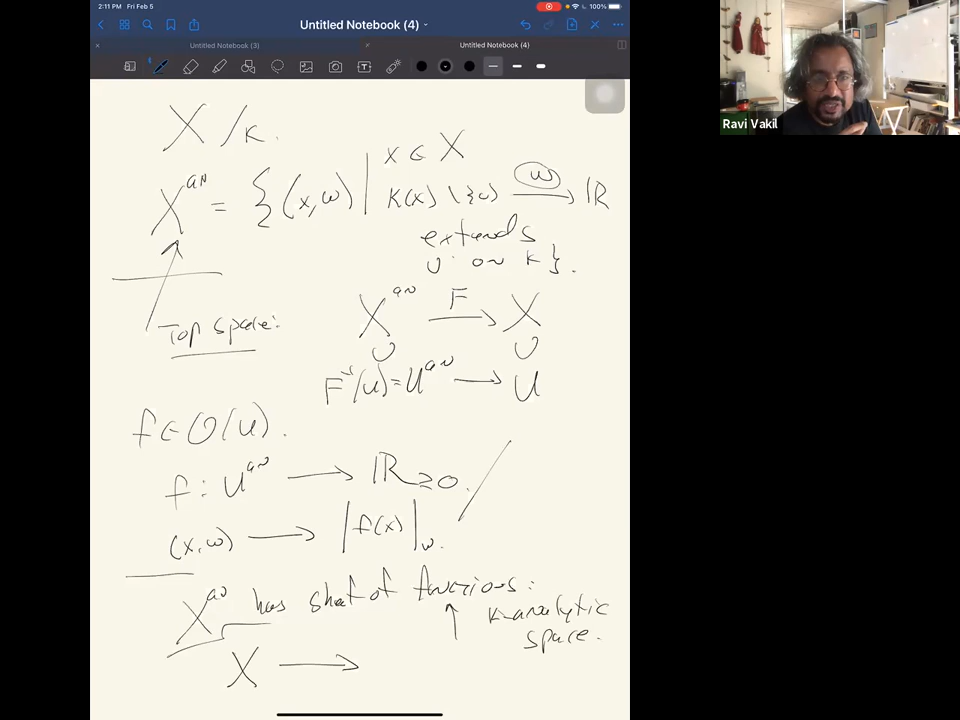 2:11 PM Fri Feb 5
100%
Untitled Notebook (4)
Untitled Notebook (3)
Untitled Notebook (4)
Ravi Vakil
X /K.
X^an = { (x, w) | x ∈ X
K(x) \ {0} —w→ ℝ
extends
v on K }.
Top space:
X^an —F→ X
∪ ∪
F^-1(U) = U^an → U
f ∈ O(U).
f : U^an → ℝ≥0.
(x, w) → |f(x)|_w.
X^an has sheaf of functions:
K-analytic
space.
X →